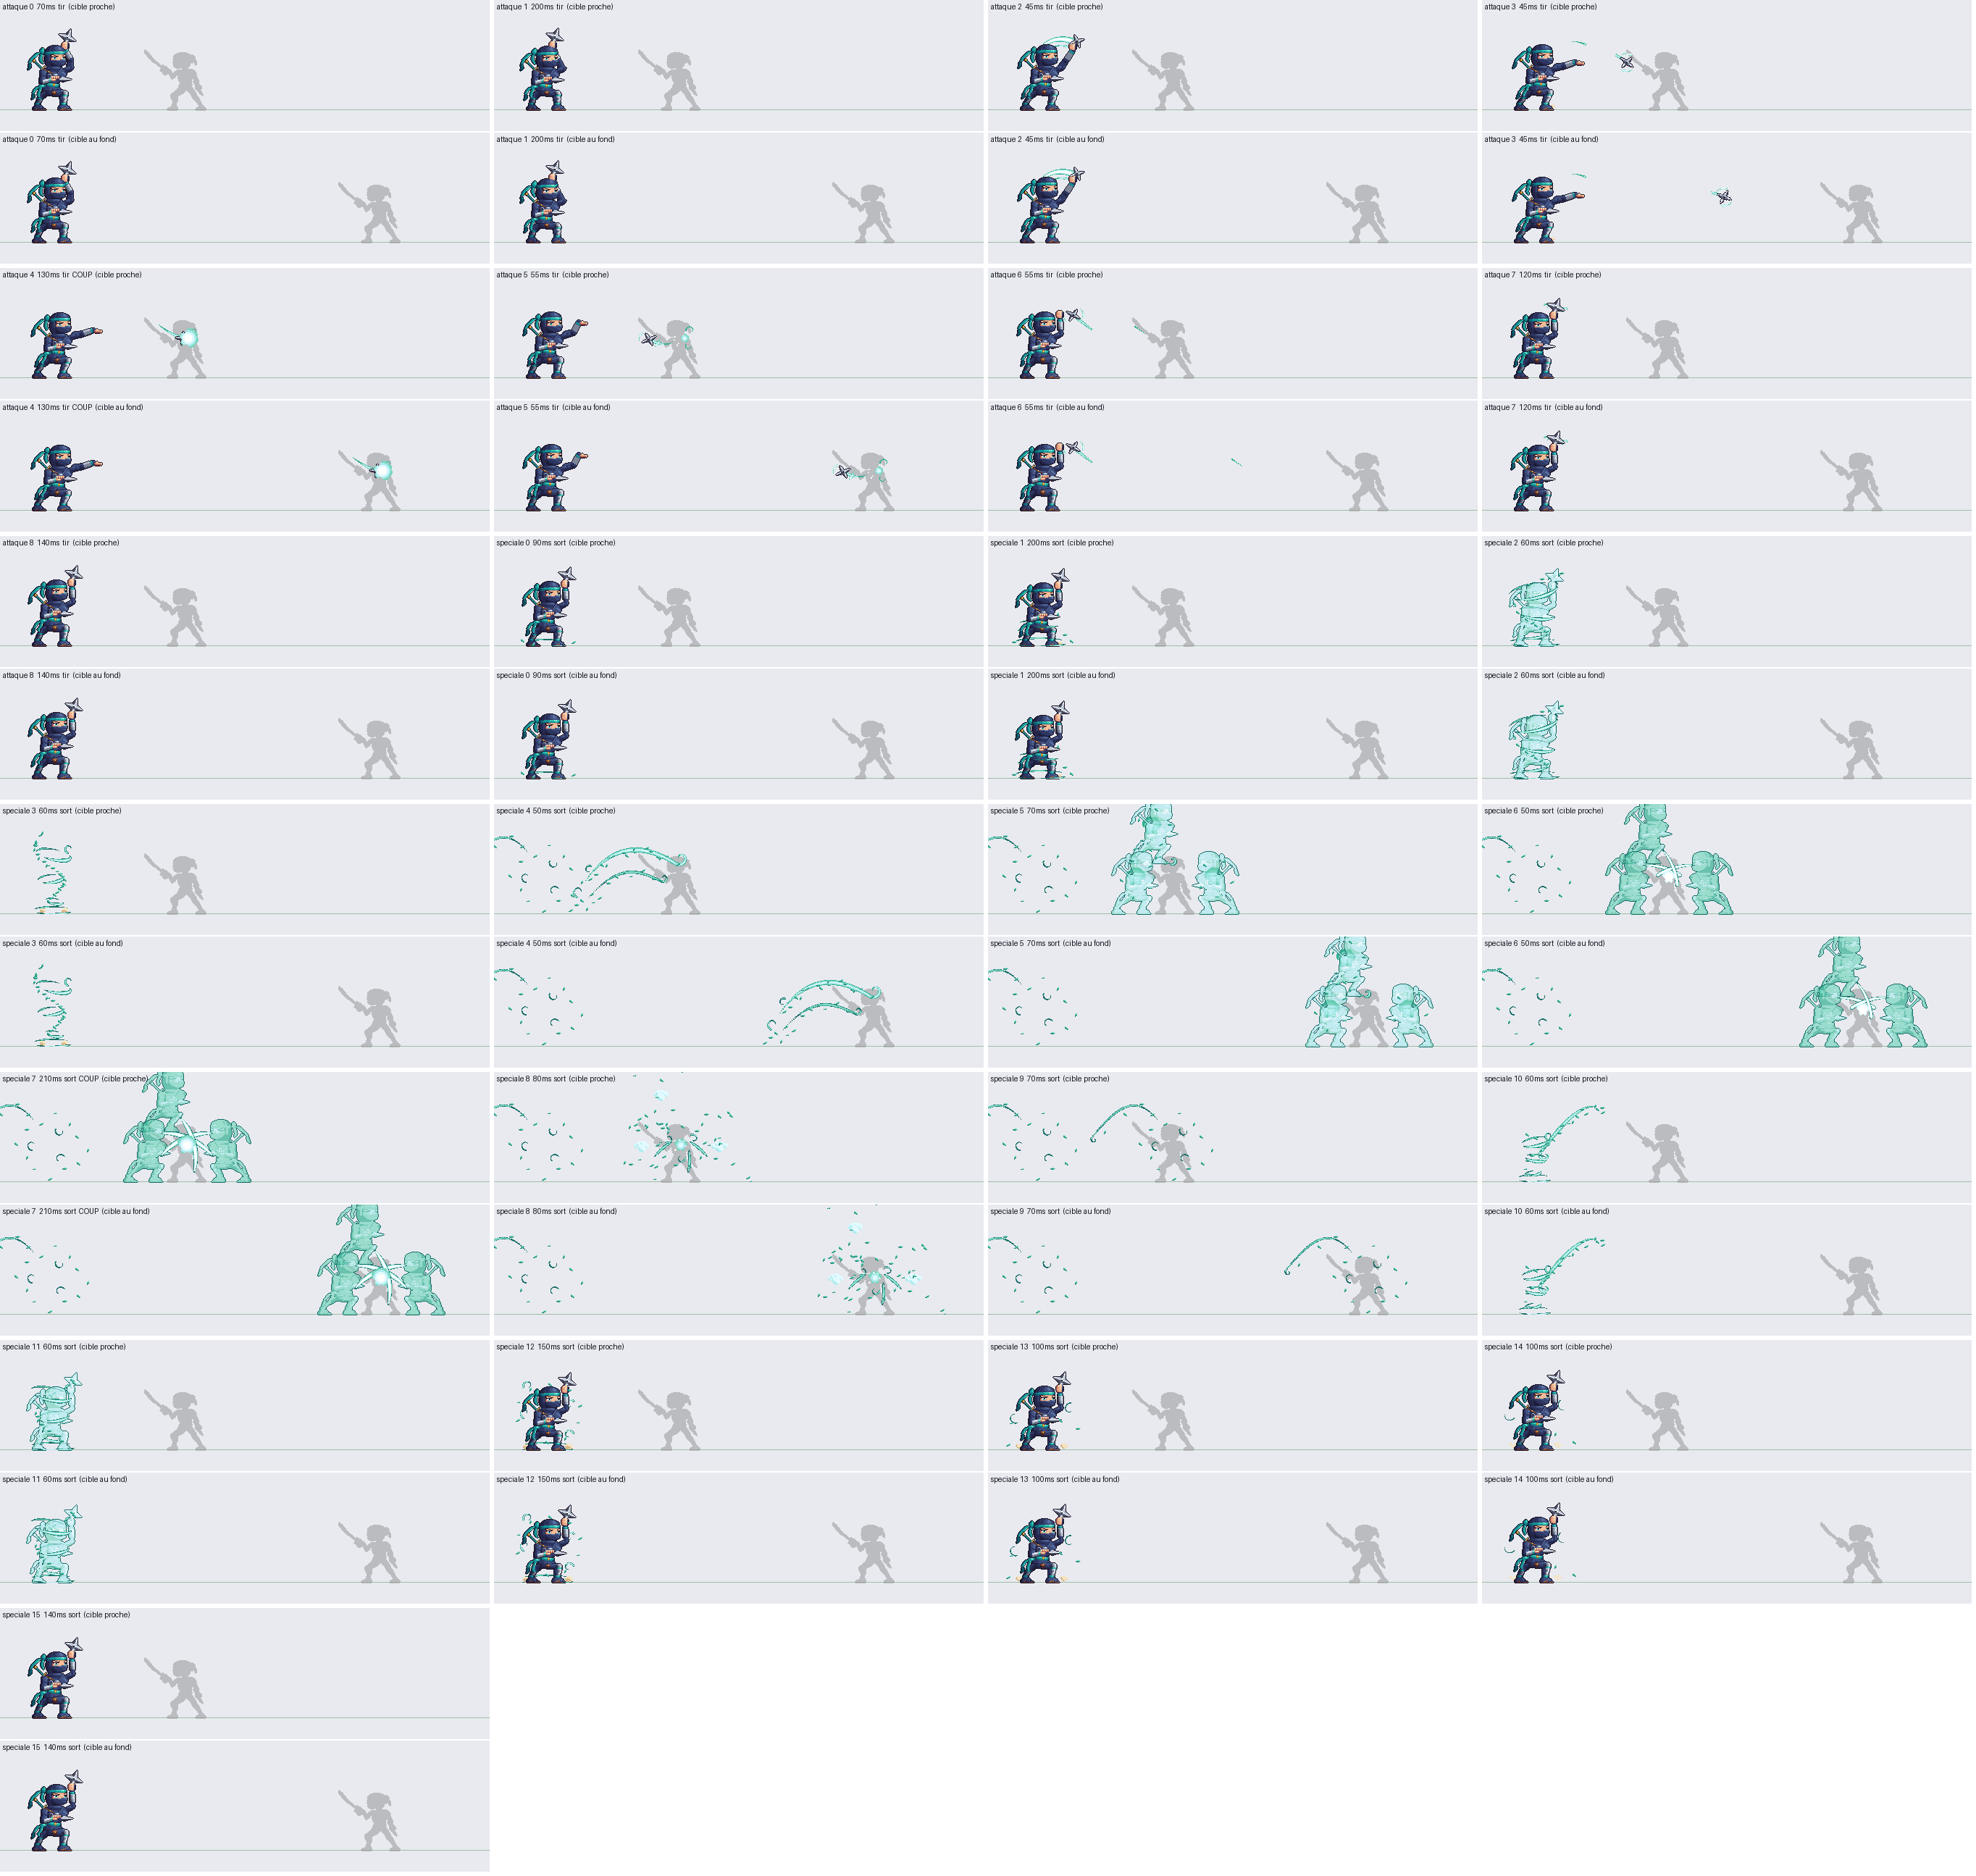 attaque 0 70ms tir (cible proche)
attaque 1 200ms tir (cible proche)
attaque 2 45ms tir (cible proche)
attaque 3 45ms tir (cible proche)
attaque 0 70ms tir (cible au fond)
attaque 1 200ms tir (cible au fond)
attaque 2 45ms tir (cible au fond)
attaque 3 45ms tir (cible au fond)
attaque 4 130ms tir COUP (cible proche)
attaque 5 55ms tir (cible proche)
attaque 6 55ms tir (cible proche)
attaque 7 120ms tir (cible proche)
attaque 4 130ms tir COUP (cible au fond)
attaque 5 55ms tir (cible au fond)
attaque 6 55ms tir (cible au fond)
attaque 7 120ms tir (cible au fond)
attaque 8 140ms tir (cible proche)
speciale 0 90ms sort (cible proche)
speciale 1 200ms sort (cible proche)
speciale 2 60ms sort (cible proche)
attaque 8 140ms tir (cible au fond)
speciale 0 90ms sort (cible au fond)
speciale 1 200ms sort (cible au fond)
speciale 2 60ms sort (cible au fond)
speciale 3 60ms sort (cible proche)
speciale 4 50ms sort (cible proche)
speciale 5 70ms sort (cible proche)
speciale 6 50ms sort (cible proche)
speciale 3 60ms sort (cible au fond)
speciale 4 50ms sort (cible au fond)
speciale 5 70ms sort (cible au fond)
speciale 6 50ms sort (cible au fond)
speciale 7 210ms sort COUP (cible proche)
speciale 8 80ms sort (cible proche)
speciale 9 70ms sort (cible proche)
speciale 10 60ms sort (cible proche)
speciale 7 210ms sort COUP (cible au fond)
speciale 8 80ms sort (cible au fond)
speciale 9 70ms sort (cible au fond)
speciale 10 60ms sort (cible au fond)
speciale 11 60ms sort (cible proche)
speciale 12 150ms sort (cible proche)
speciale 13 100ms sort (cible proche)
speciale 14 100ms sort (cible proche)
speciale 11 60ms sort (cible au fond)
speciale 12 150ms sort (cible au fond)
speciale 13 100ms sort (cible au fond)
speciale 14 100ms sort (cible au fond)
speciale 15 140ms sort (cible proche)
speciale 15 140ms sort (cible au fond)